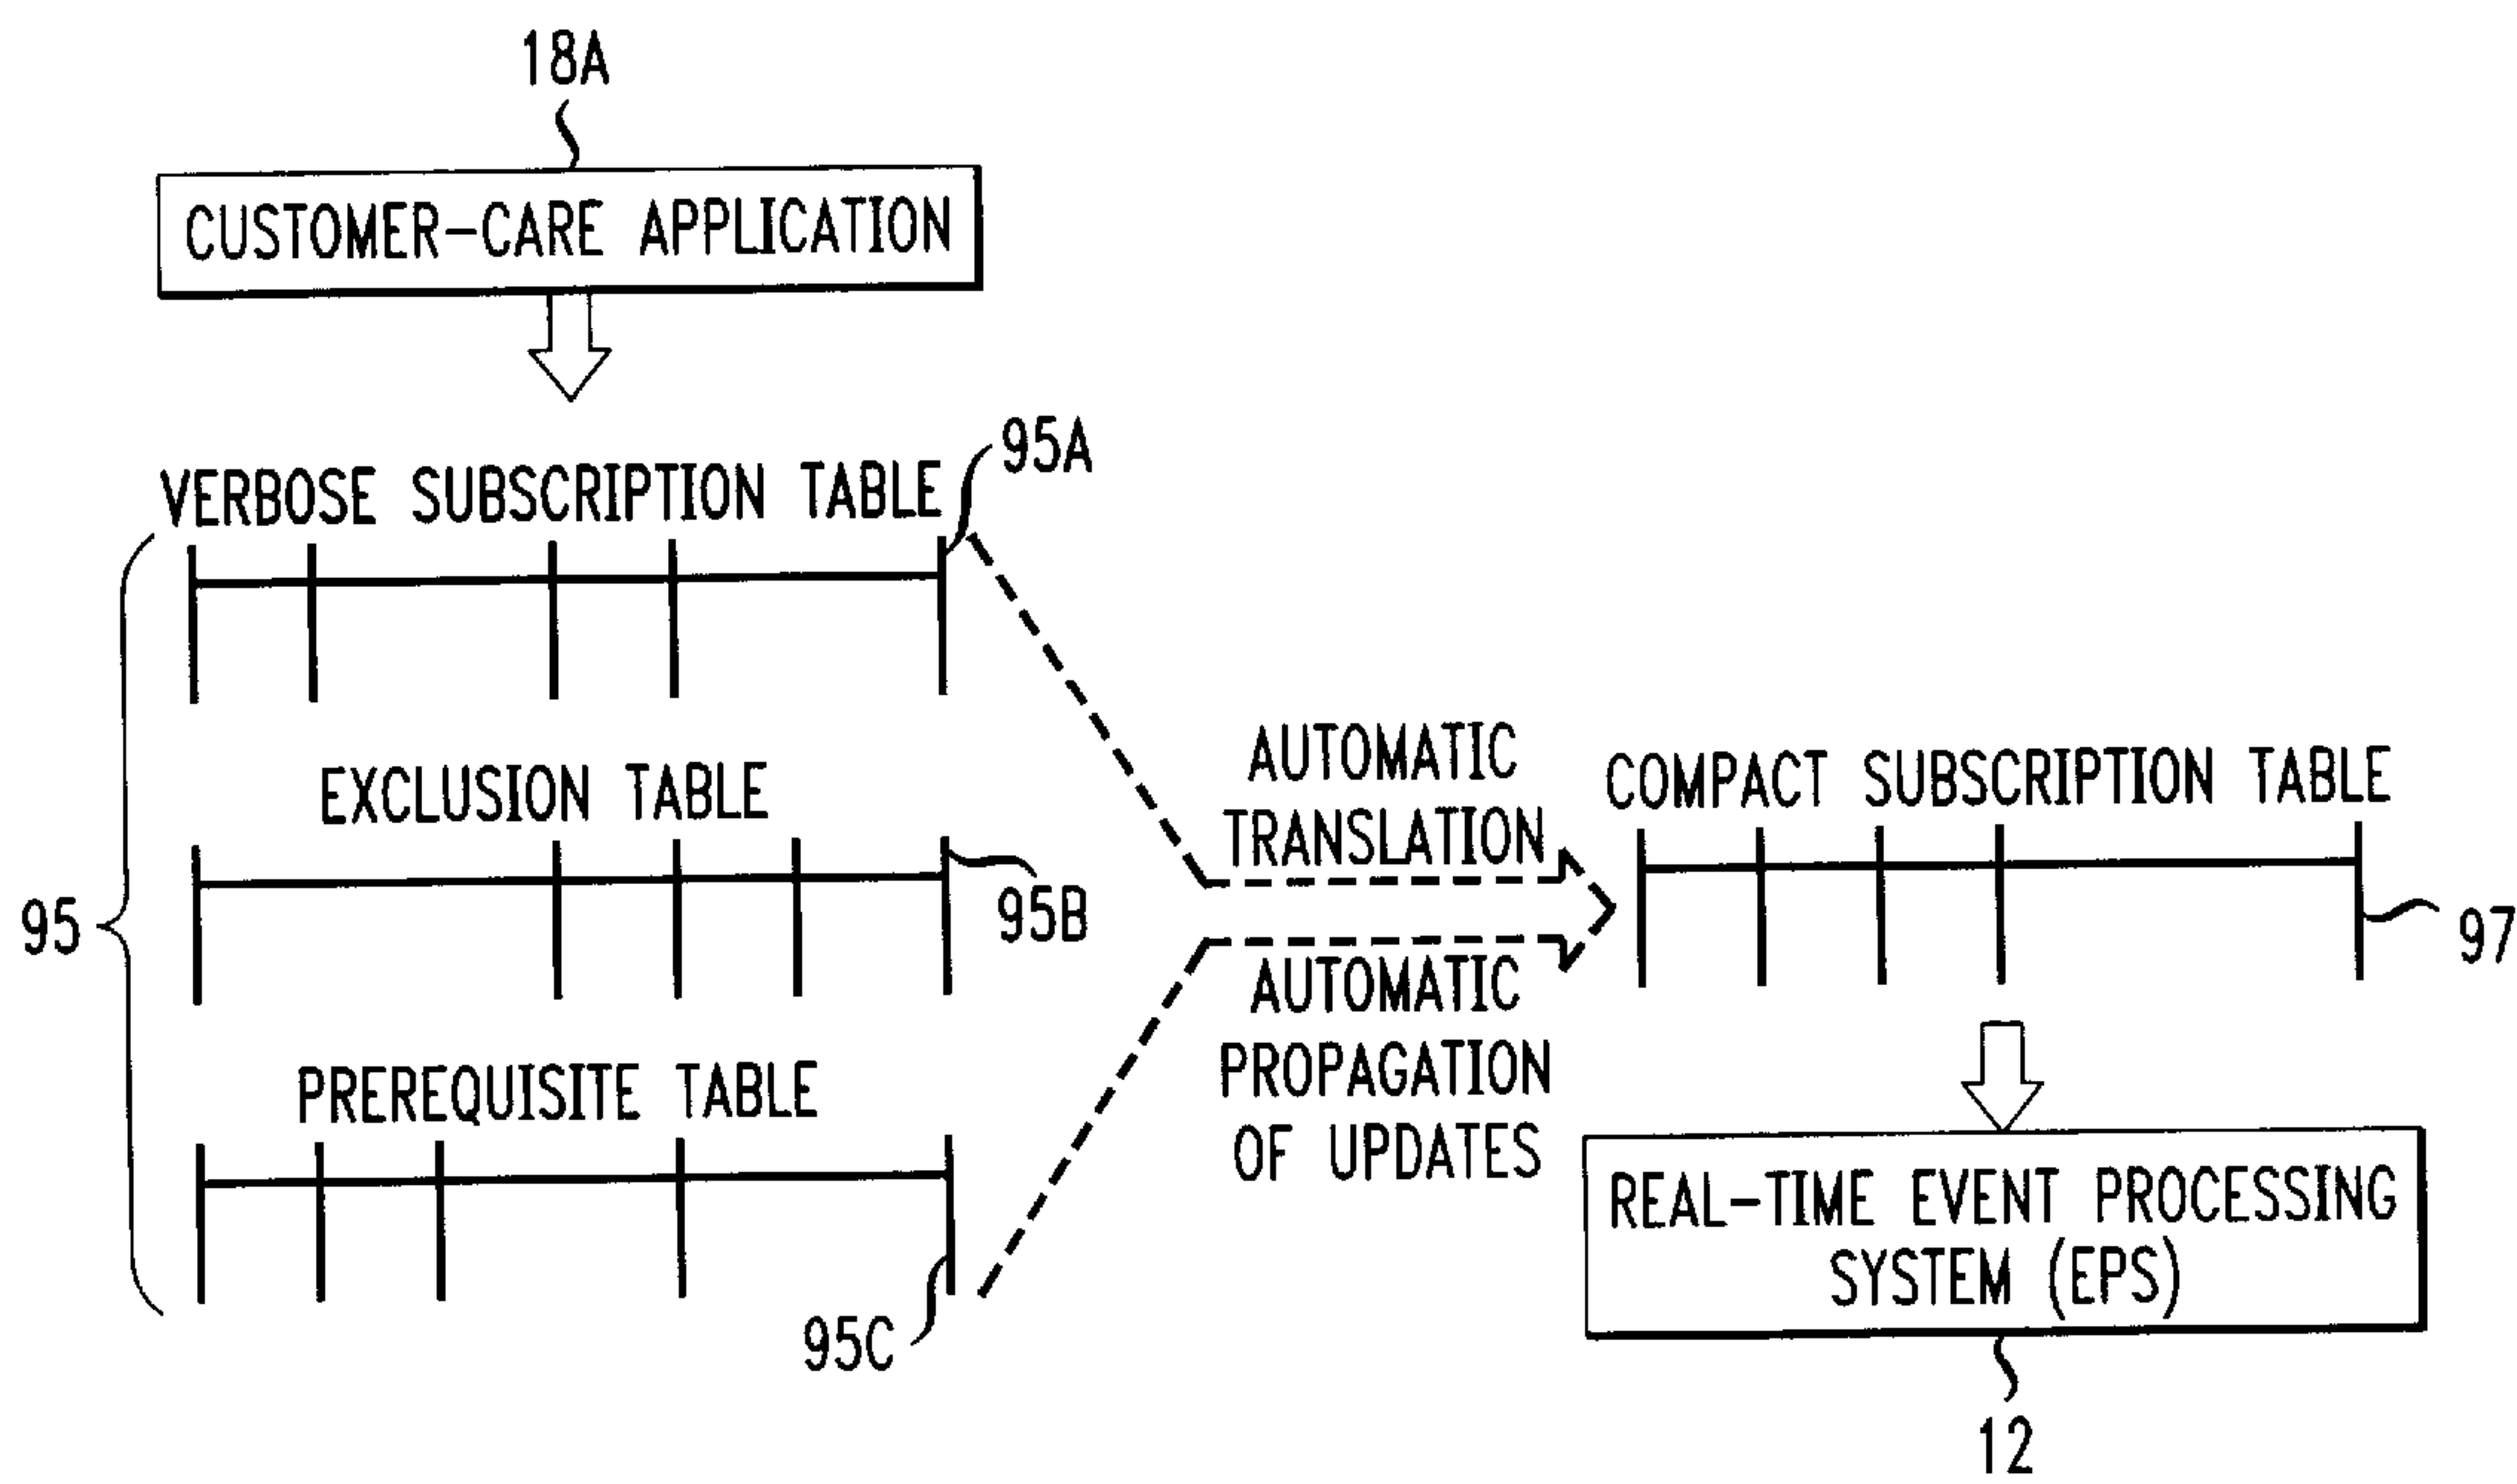 18A
CUSTOMER-CARE APPLICATION
VERBOSE SUBSCRIPTION TABLE
95A
EXCLUSION TABLE
95B
95
PREREQUISITE TABLE
95C
AUTOMATIC
TRANSLATION
AUTOMATIC
PROPAGATION
OF UPDATES
COMPACT SUBSCRIPTION TABLE
97
REAL-TIME EVENT PROCESSING
SYSTEM (EPS)
12